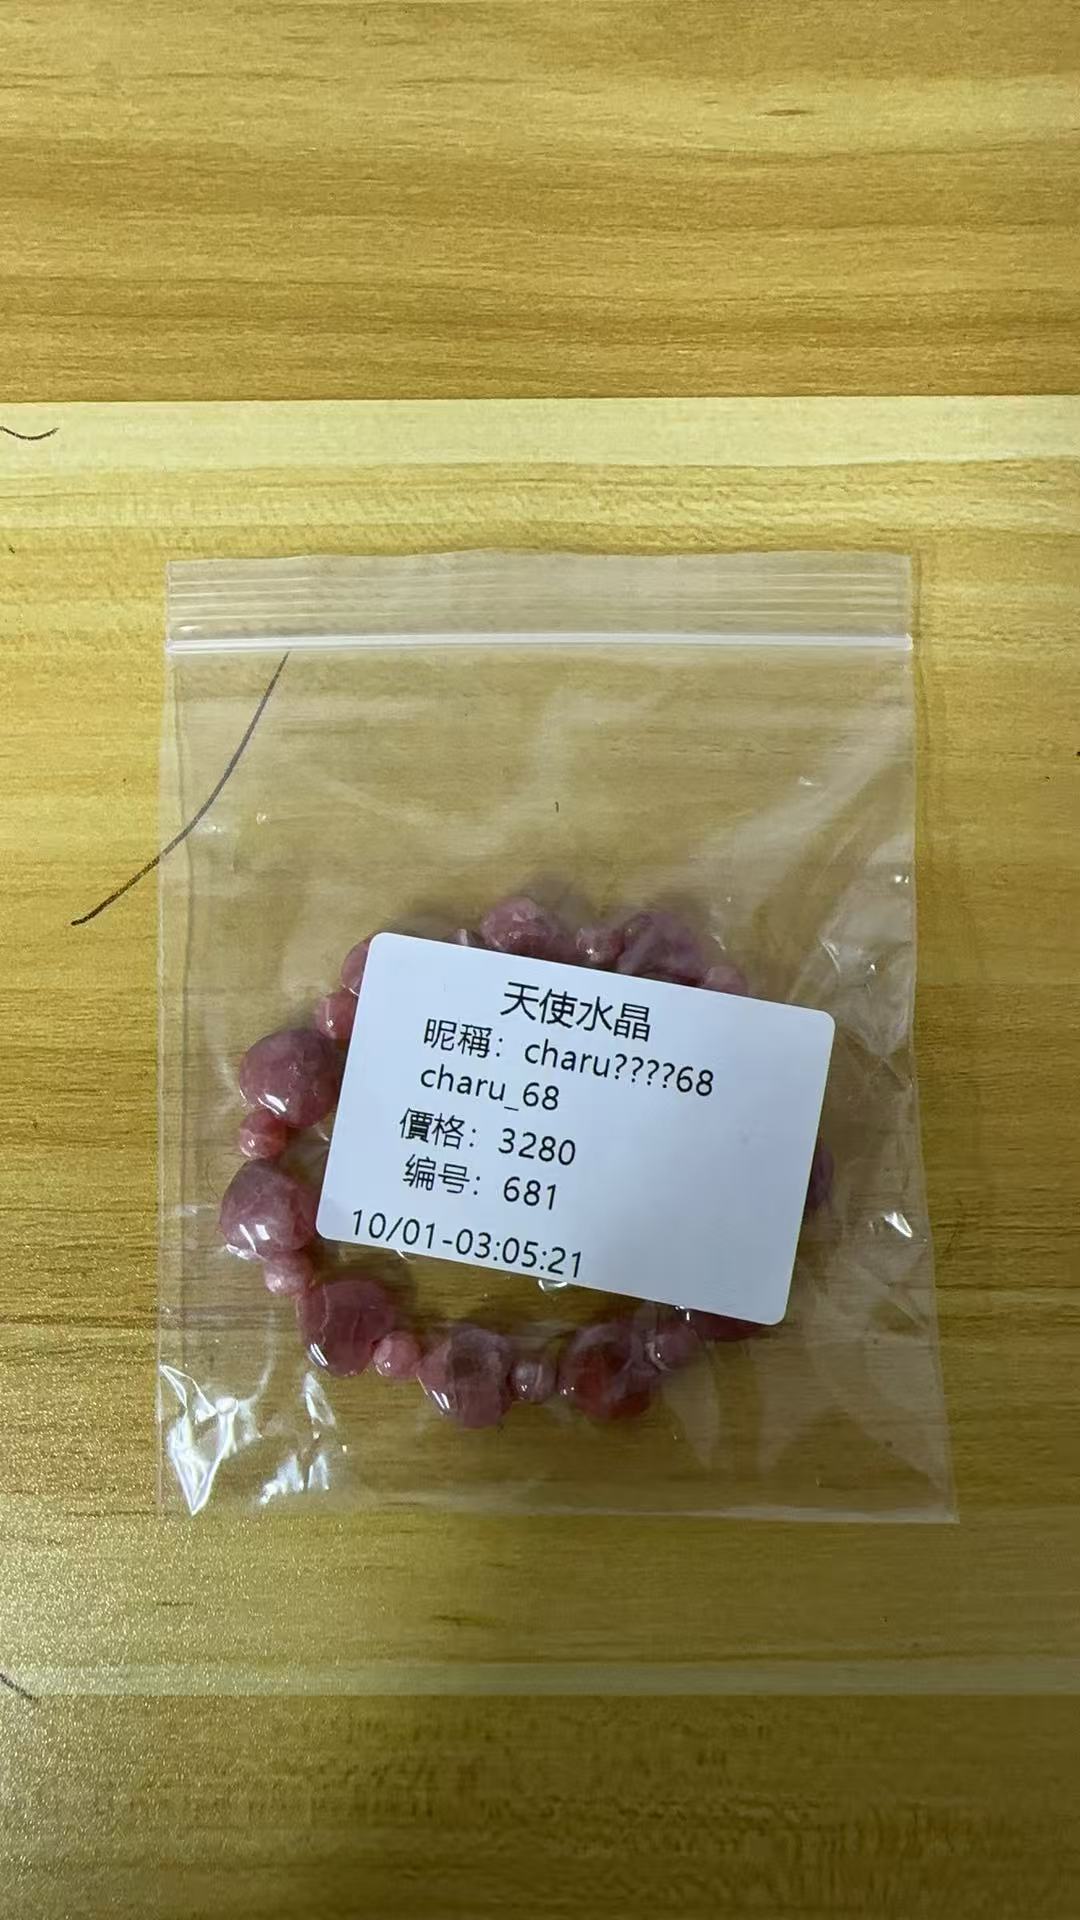 天使水晶
昵稱：charu????68
charu_68
價格：3280
编号：681
10/01-03:05:21